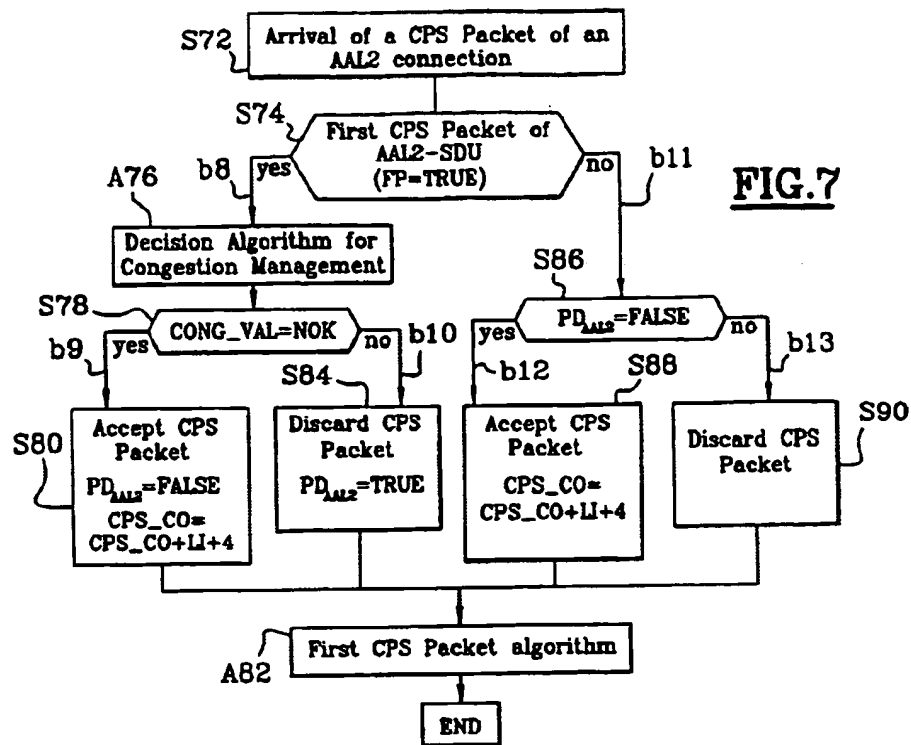 S72
Arrival of a CPS Packet of an
AAL2 connection
S74
First CPS Packet of
AAL2-SDU
(FP=TRUE)
yes
no
b8
b11
FIG.7
A76
Decision Algorithm for
Congestion Management
S78
CONG_VAL=NOK
yes
no
b9
b10
S86
PD_AAL2=FALSE
yes
no
b12
b13
S80
Accept CPS
Packet
PD_AAL2=FALSE
CPS_CO=
CPS_CO+LI+4
S84
Discard CPS
Packet
PD_AAL2=TRUE
S88
Accept CPS
Packet
CPS_CO=
CPS_CO+LI+4
S90
Discard CPS
Packet
A82
First CPS Packet algorithm
END